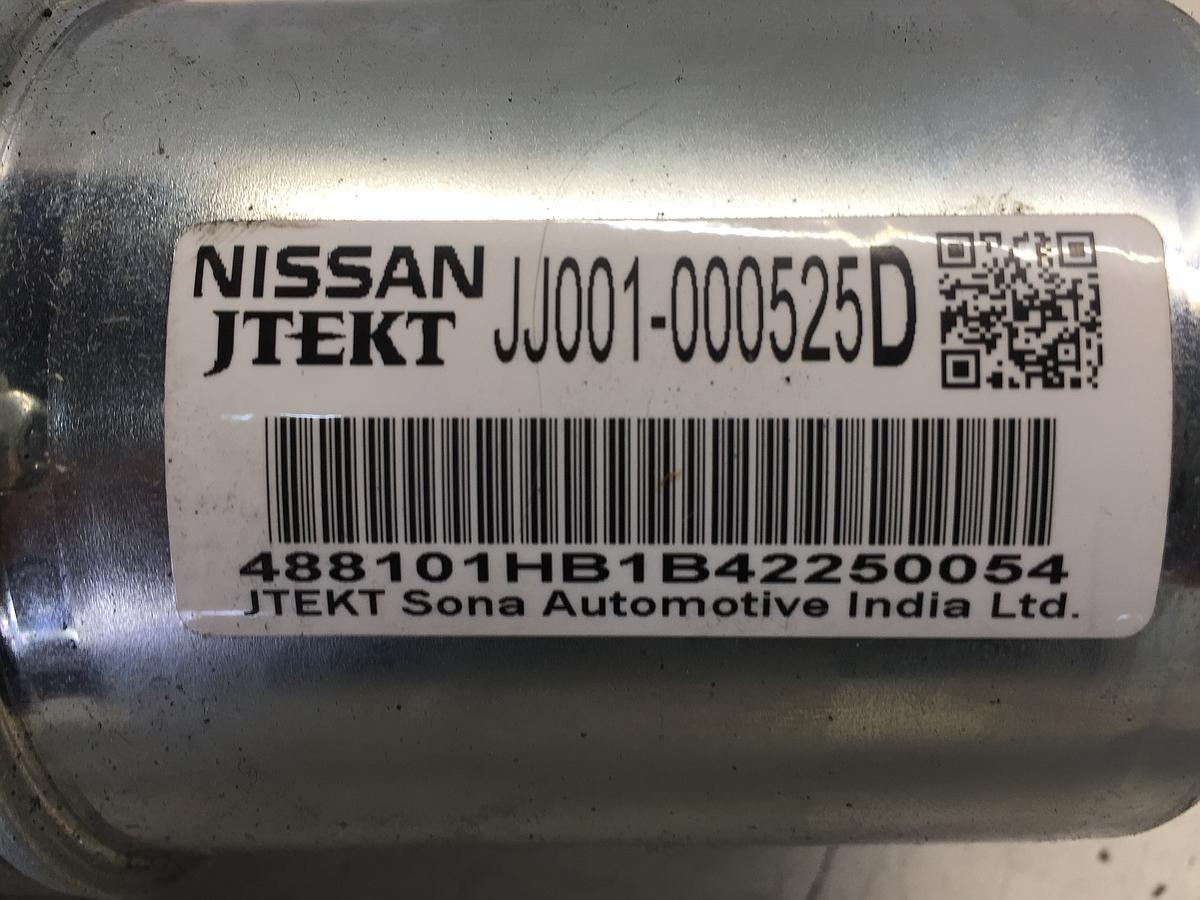 NISSAN
JTEKT
JJ001-000525D
488101HB1B42250054
JTEKT Sona Automotive India Ltd.